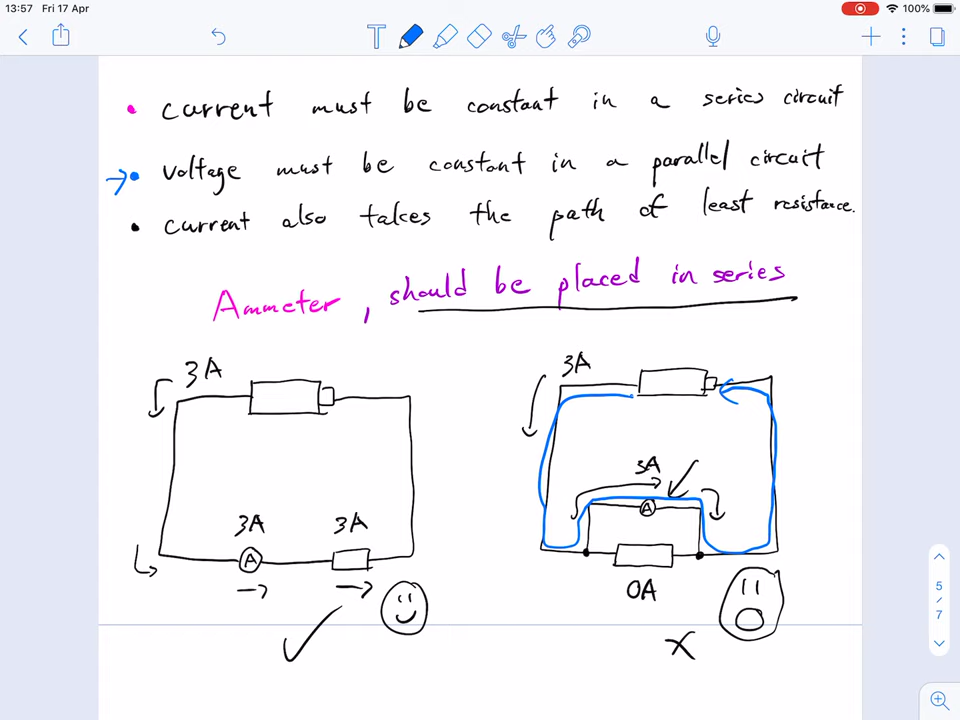 13:57 Fri 17 Apr
100%
T
• current must be constant in a series circuit
→• voltage must be constant in a parallel circuit
• current also takes the path of least resistance.
Ammeter, should be placed in series
3A
3A
3A
3A
3A
A
A
0A
5
/
7